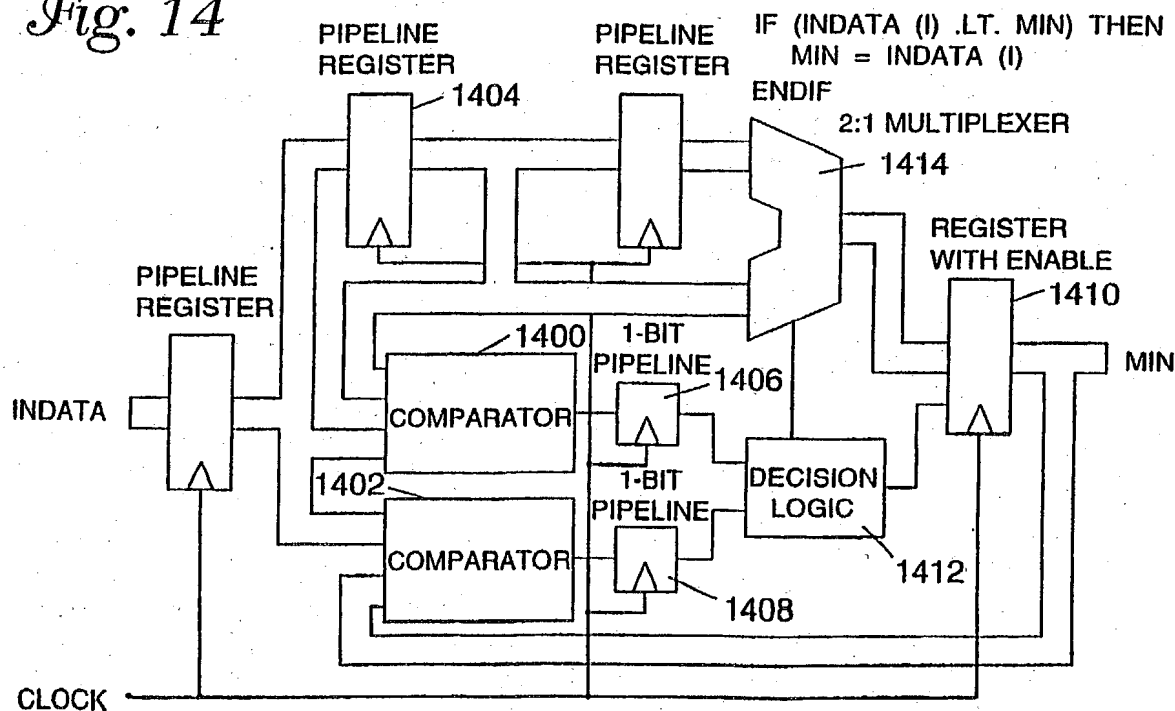 Fig. 14
PIPELINE
REGISTER
1404
PIPELINE
REGISTER
IF (INDATA (I) .LT. MIN) THEN
MIN = INDATA (I)
ENDIF
2:1 MULTIPLEXER
1414
REGISTER
WITH ENABLE
1410
PIPELINE
REGISTER
1400
1-BIT
PIPELINE
1406
MIN
INDATA
COMPARATOR
1402
1-BIT
PIPELINE
DECISION
LOGIC
COMPARATOR
1412
1408
CLOCK